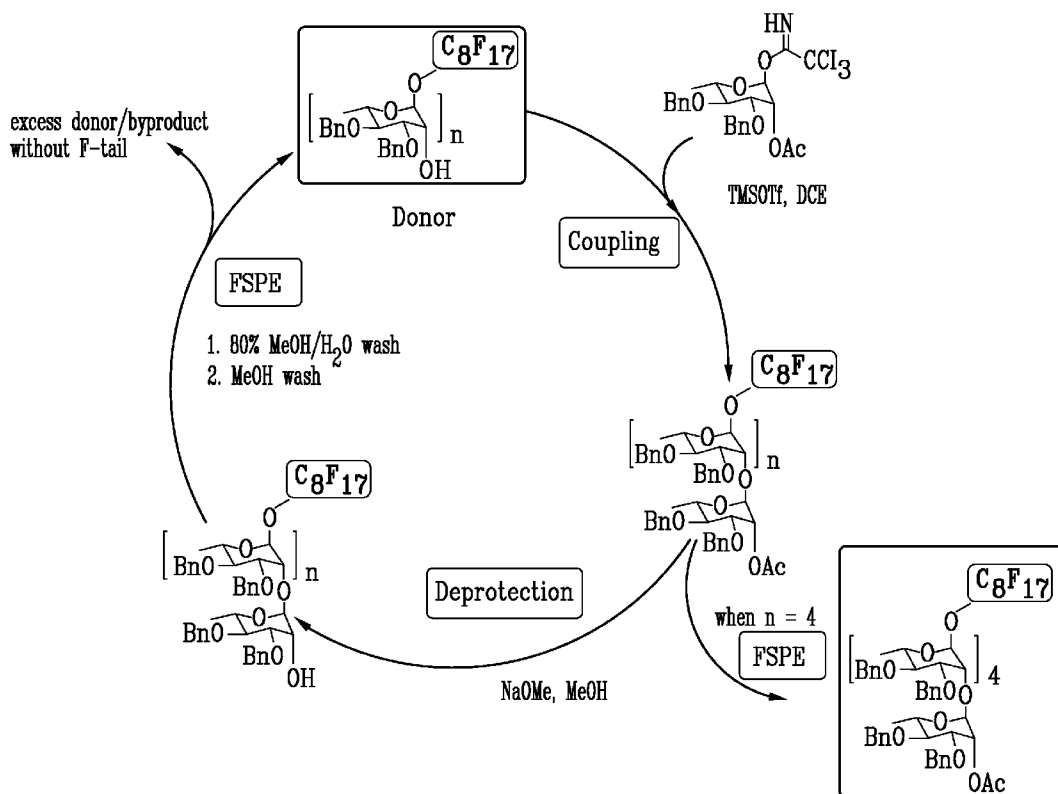 C8F17
O
O
BnO
BnO
OH
n
Donor
HN
O
CCl3
O
BnO
BnO
OAc
TMSOTf, DCE
excess donor/byproduct
without F-tail
Coupling
FSPE
1. 80% MeOH/H2O wash
2. MeOH wash
C8F17
O
O
BnO
BnO
n
O
O
BnO
BnO
OAc
C8F17
O
O
BnO
BnO
n
O
O
BnO
BnO
OH
Deprotection
NaOMe, MeOH
when n = 4
FSPE
C8F17
O
O
BnO
BnO
4
O
O
BnO
BnO
OAc